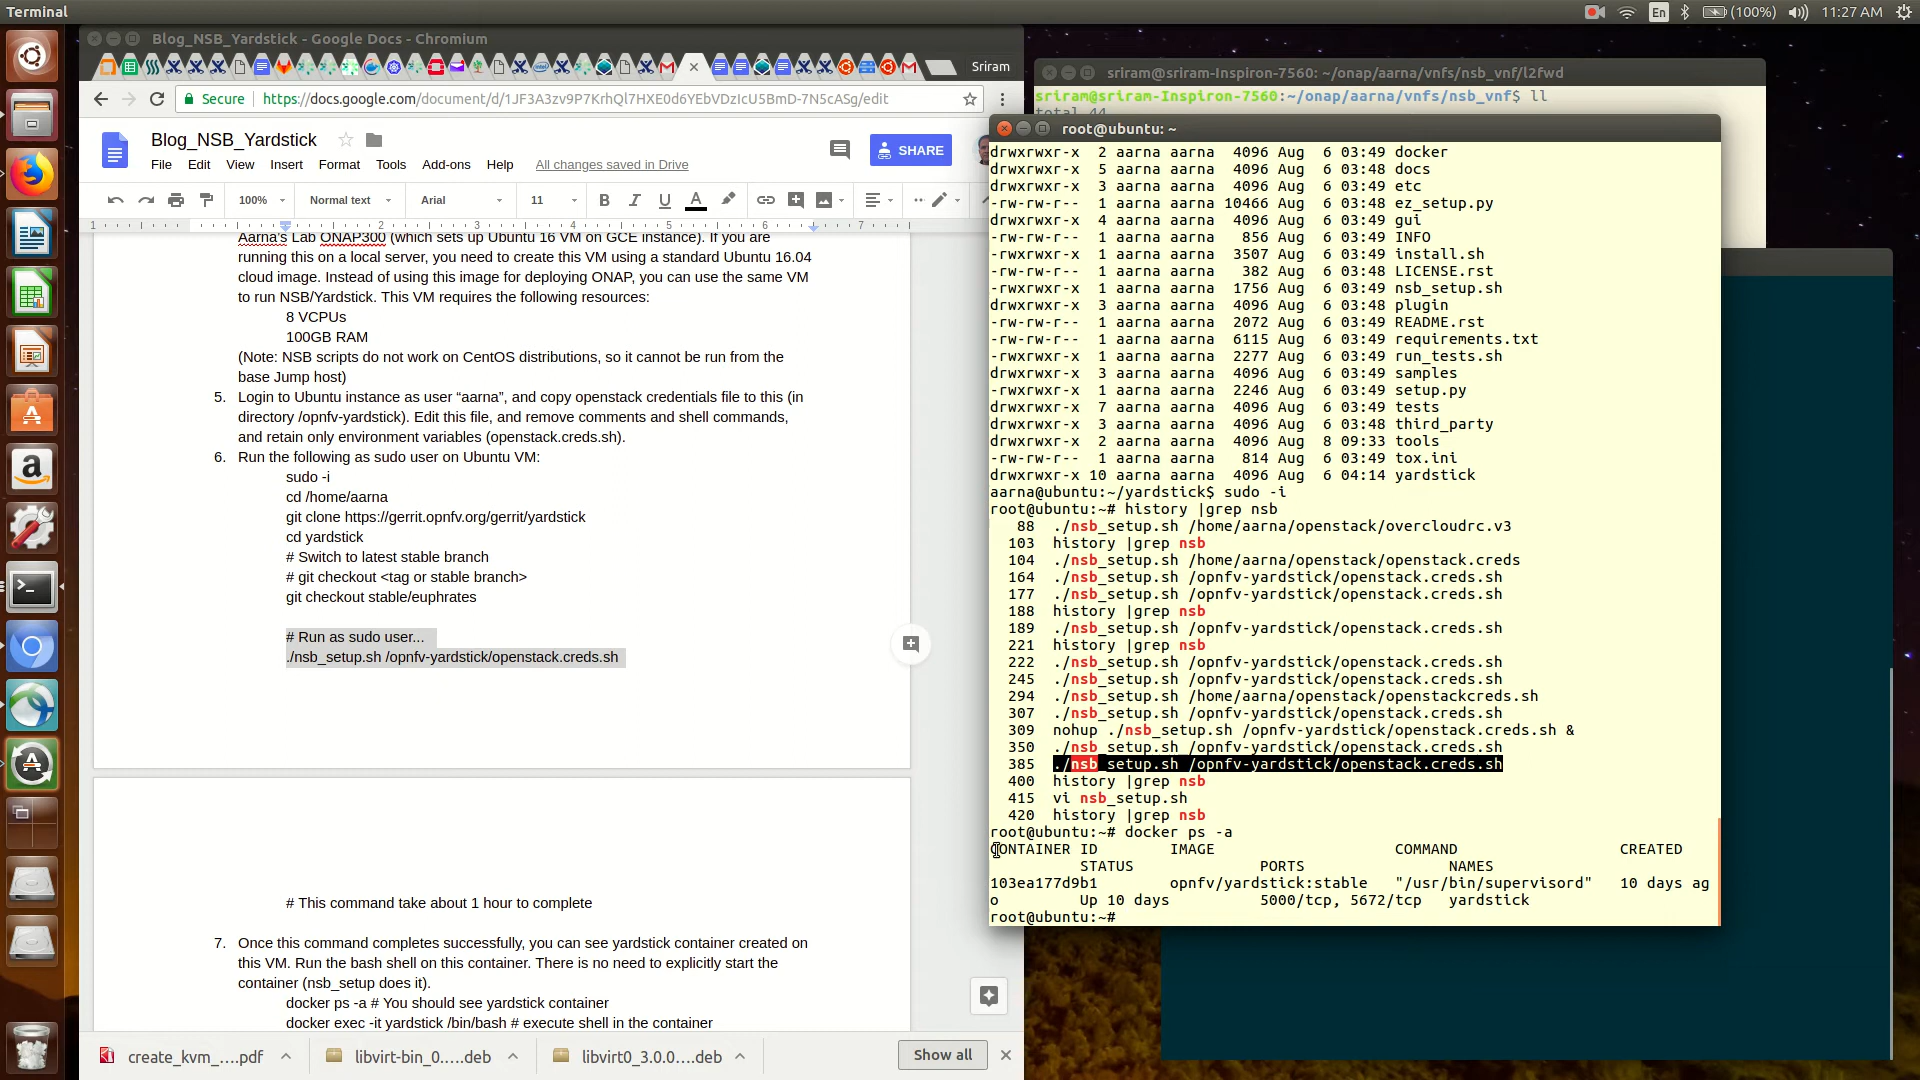 Terminal
En
(100%)
11:27 AM
Blog_NSB_Yardstick - Google Docs - Chromium
Sriram
Secure
https://docs.google.com/document/d/1JF3A3zv9P7KrhQl7HXE0d6YEbVDzIcU5BmD-7N5cASg/edit
Blog_NSB_Yardstick
File Edit View Insert Format Tools Add-ons Help All changes saved in Drive
SHARE
100% Normal text Arial 11
1 1 2 3 4 5 6 7
Aarna's Lab ONAP300 (which sets up Ubuntu 16 VM on GCE instance). If you are
running this on a local server, you need to create this VM using a standard Ubuntu 16.04
cloud image. Instead of using this image for deploying ONAP, you can use the same VM
to run NSB/Yardstick. This VM requires the following resources:
8 VCPUs
100GB RAM
(Note: NSB scripts do not work on CentOS distributions, so it cannot be run from the
base Jump host)
5. Login to Ubuntu instance as user “aarna”, and copy openstack credentials file to this (in
directory /opnfv-yardstick). Edit this file, and remove comments and shell commands,
and retain only environment variables (openstack.creds.sh).
6. Run the following as sudo user on Ubuntu VM:
sudo -i
cd /home/aarna
git clone https://gerrit.opnfv.org/gerrit/yardstick
cd yardstick
# Switch to latest stable branch
# git checkout <tag or stable branch>
git checkout stable/euphrates
# Run as sudo user...
./nsb_setup.sh /opnfv-yardstick/openstack.creds.sh
# This command take about 1 hour to complete
7. Once this command completes successfully, you can see yardstick container created on
this VM. Run the bash shell on this container. There is no need to explicitly start the
container (nsb_setup does it).
docker ps -a # You should see yardstick container
docker exec -it yardstick /bin/bash # execute shell in the container
create_kvm_....pdf
libvirt-bin_0.....deb
libvirt0_3.0.0....deb
Show all
sriram@sriram-Inspiron-7560: ~/onap/aarna/vnfs/nsb_vnf/l2fwd
sriram@sriram-Inspiron-7560:~/onap/aarna/vnfs/nsb_vnf$ ll
total 44
root@ubuntu: ~
drwxrwxr-x 2 aarna aarna 4096 Aug 6 03:49 docker
drwxrwxr-x 5 aarna aarna 4096 Aug 6 03:48 docs
drwxrwxr-x 3 aarna aarna 4096 Aug 6 03:49 etc
-rw-rw-r-- 1 aarna aarna 10466 Aug 6 03:48 ez_setup.py
drwxrwxr-x 4 aarna aarna 4096 Aug 6 03:49 gui
-rw-rw-r-- 1 aarna aarna 856 Aug 6 03:49 INFO
-rwxrwxr-x 1 aarna aarna 3507 Aug 6 03:49 install.sh
-rw-rw-r-- 1 aarna aarna 382 Aug 6 03:48 LICENSE.rst
-rwxrwxr-x 1 aarna aarna 1756 Aug 6 03:49 nsb_setup.sh
drwxrwxr-x 3 aarna aarna 4096 Aug 6 03:48 plugin
-rw-rw-r-- 1 aarna aarna 2072 Aug 6 03:49 README.rst
-rw-rw-r-- 1 aarna aarna 6115 Aug 6 03:49 requirements.txt
-rwxrwxr-x 1 aarna aarna 2277 Aug 6 03:49 run_tests.sh
drwxrwxr-x 3 aarna aarna 4096 Aug 6 03:49 samples
-rwxrwxr-x 1 aarna aarna 2246 Aug 6 03:49 setup.py
drwxrwxr-x 7 aarna aarna 4096 Aug 6 03:49 tests
drwxrwxr-x 3 aarna aarna 4096 Aug 6 03:48 third_party
drwxrwxr-x 2 aarna aarna 4096 Aug 8 09:33 tools
-rw-rw-r-- 1 aarna aarna 814 Aug 6 03:49 tox.ini
drwxrwxr-x 10 aarna aarna 4096 Aug 6 04:14 yardstick
aarna@ubuntu:~/yardstick$ sudo -i
root@ubuntu:~# history |grep nsb
88 ./nsb_setup.sh /home/aarna/openstack/overcloudrc.v3
103 history |grep nsb
104 ./nsb_setup.sh /home/aarna/openstack/openstack.creds
164 ./nsb_setup.sh /opnfv-yardstick/openstack.creds.sh
177 ./nsb_setup.sh /opnfv-yardstick/openstack.creds.sh
188 history |grep nsb
189 ./nsb_setup.sh /opnfv-yardstick/openstack.creds.sh
221 history |grep nsb
222 ./nsb_setup.sh /opnfv-yardstick/openstack.creds.sh
245 ./nsb_setup.sh /opnfv-yardstick/openstack.creds.sh
294 ./nsb_setup.sh /home/aarna/openstack/openstackcreds.sh
307 ./nsb_setup.sh /opnfv-yardstick/openstack.creds.sh
309 nohup ./nsb_setup.sh /opnfv-yardstick/openstack.creds.sh &
350 ./nsb_setup.sh /opnfv-yardstick/openstack.creds.sh
385 ./nsb_setup.sh /opnfv-yardstick/openstack.creds.sh
400 history |grep nsb
415 vi nsb_setup.sh
420 history |grep nsb
root@ubuntu:~# docker ps -a
CONTAINER ID IMAGE COMMAND CREATED
STATUS PORTS NAMES
103ea177d9b1 opnfv/yardstick:stable "/usr/bin/supervisord" 10 days ag
o Up 10 days 5000/tcp, 5672/tcp yardstick
root@ubuntu:~#